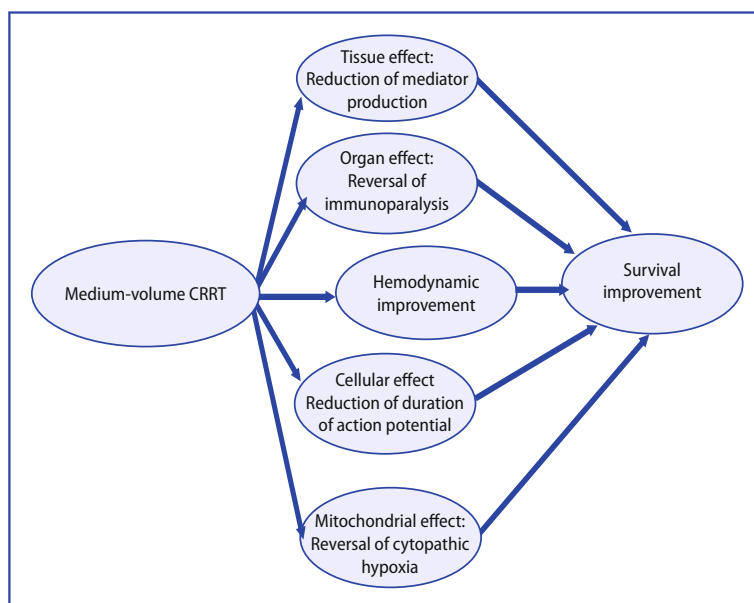 Tissue effect:
Reduction of mediator
production
Organ effect:
Reversal of
immunoparalysis
Medium-volume CRRT
Hemodynamic
improvement
Survival
improvement
Cellular effect
Reduction of duration
of action potential
Mitochondrial effect:
Reversal of cytopathic
hypoxia